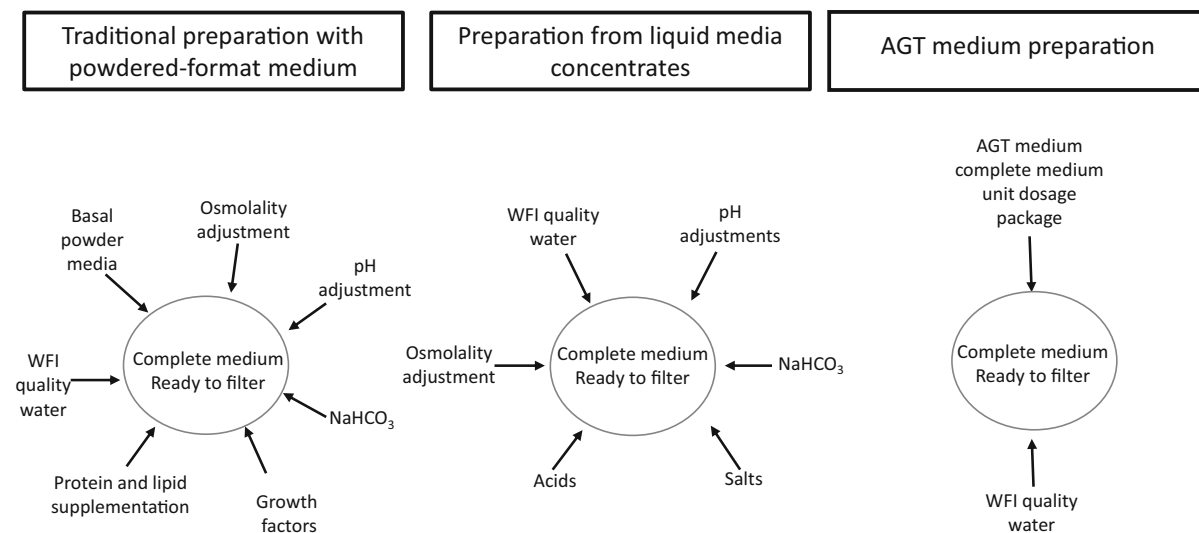 Traditional preparation with
powdered-format medium
Preparation from liquid media
concentrates
AGT medium preparation
Basal
powder
media
Osmolality
adjustment
pH
adjustment
WFI
quality
water
Complete medium
Ready to filter
NaHCO₃
Protein and lipid
supplementation
Growth
factors
WFI quality
water
pH
adjustments
Osmolality
adjustment
Complete medium
Ready to filter
NaHCO₃
Acids
Salts
AGT medium
complete medium
unit dosage
package
Complete medium
Ready to filter
WFI quality
water